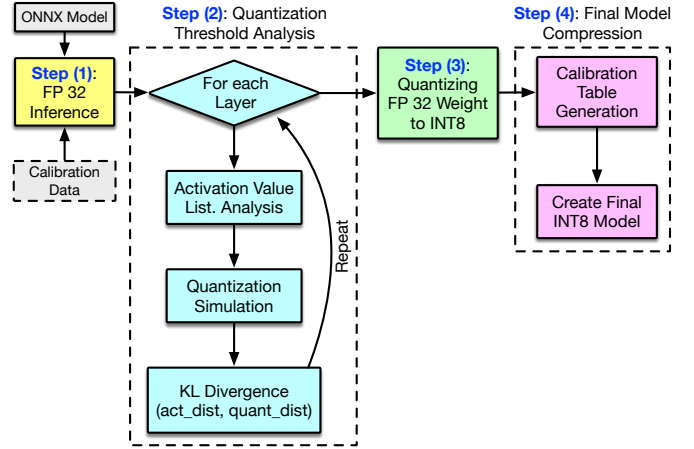 ONNX Model
Step (1):
FP 32
Inference
Calibration
Data
Step (2): Quantization
Threshold Analysis
For each
Layer
Activation Value
List. Analysis
Quantization
Simulation
KL Divergence
(act_dist, quant_dist)
Repeat
Step (3):
Quantizing
FP 32 Weight
to INT8
Step (4): Final Model
Compression
Calibration
Table
Generation
Create Final
INT8 Model